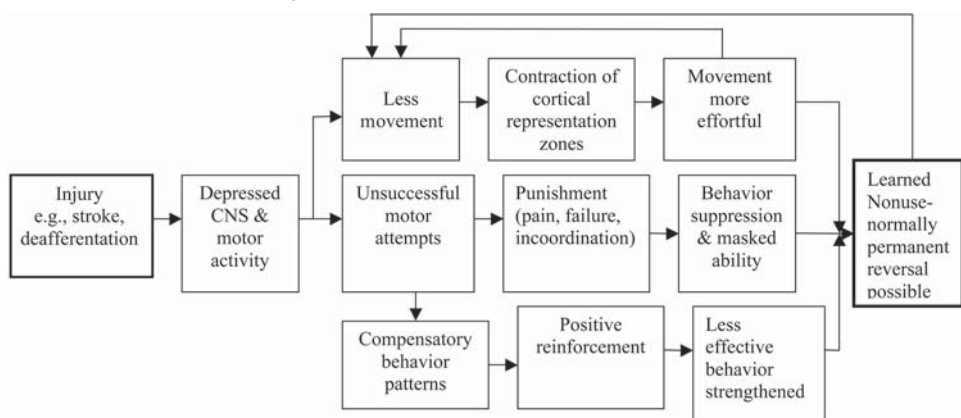 Less
movement
Contraction of
cortical
representation
zones
Movement
more
effortful
Injury
e.g., stroke,
deafferentation
Depressed
CNS &
motor
activity
Unsuccessful
motor
attempts
Punishment
(pain, failure,
incoordination)
Behavior
suppression
& masked
ability
Learned
Nonuse-
normally
permanent
reversal
possible
Compensatory
behavior
patterns
Positive
reinforcement
Less
effective
behavior
strengthened